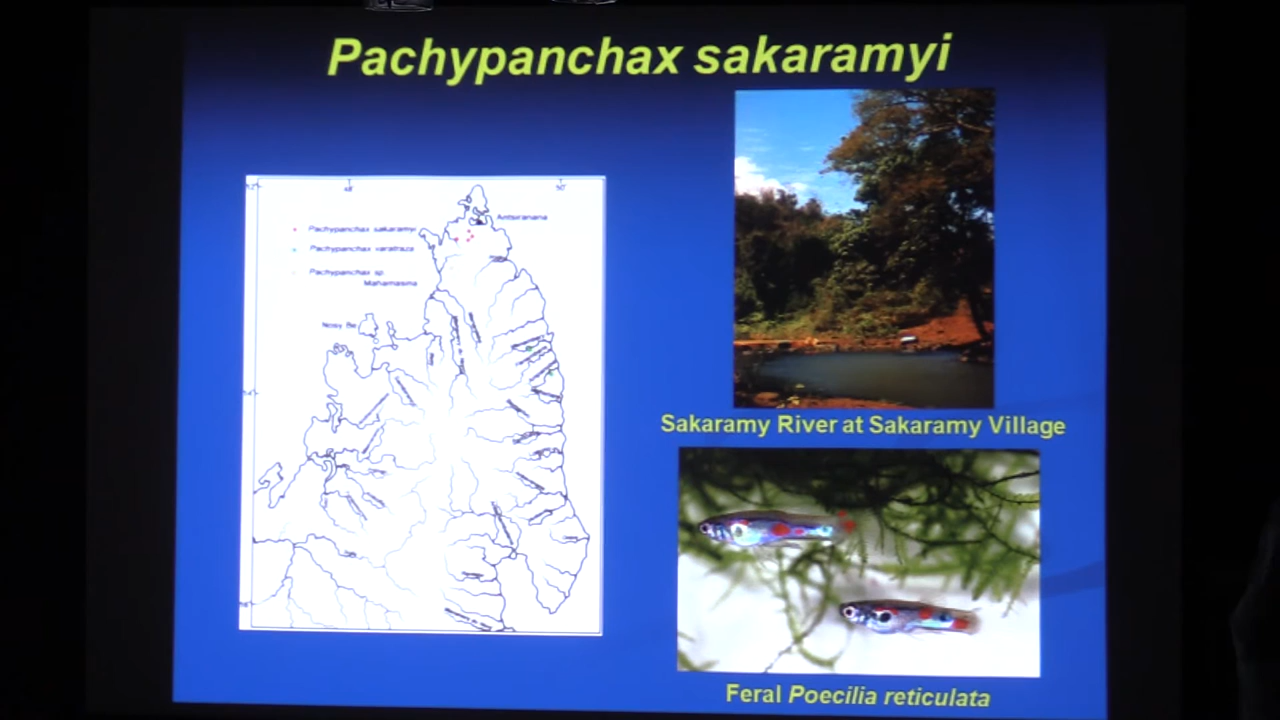 Pachypanchax sakaramyi
Antsiranana
Pachypanchax sakaramyi
Pachypanchax varatraza
Pachypanchax sp
Mahamasina
Nosy Be
Sakaramy River at Sakaramy Village
Feral Poecilia reticulata